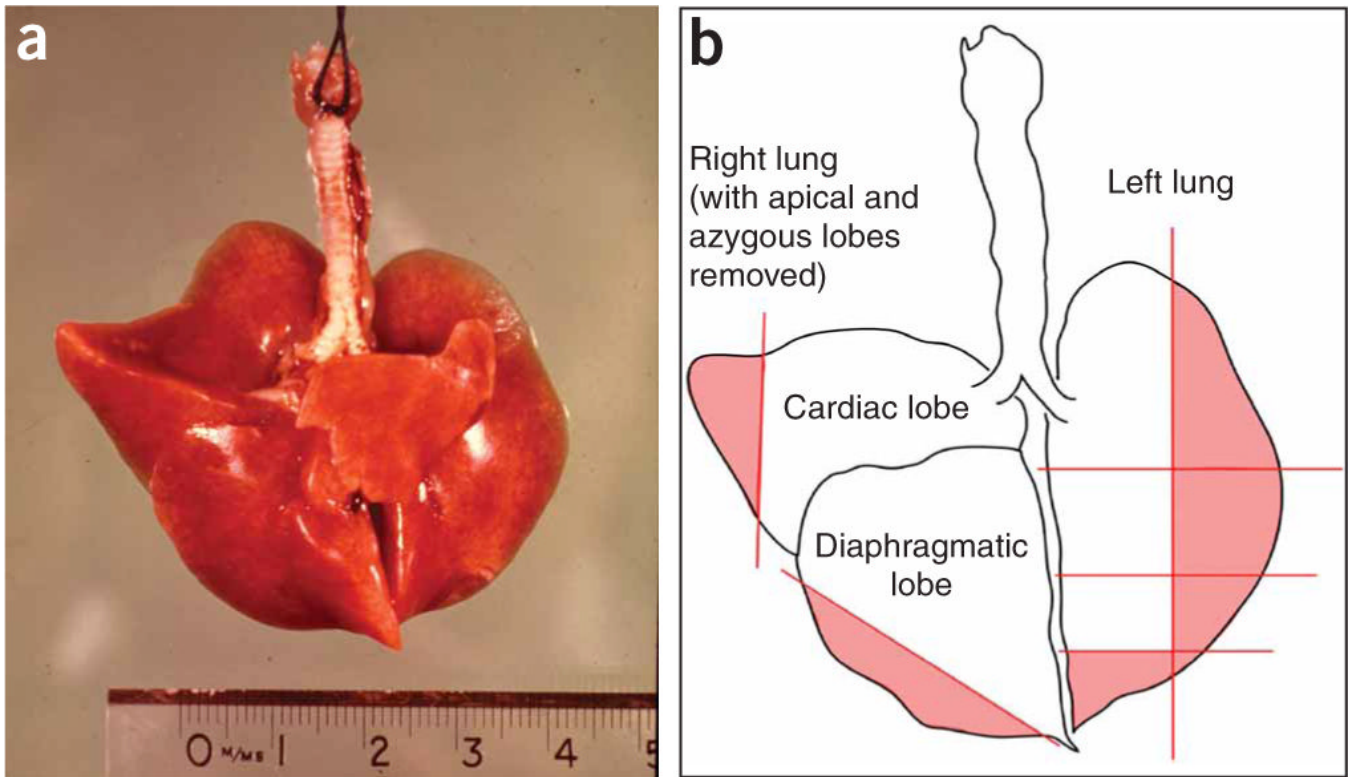 a
0 M/MS 1 2 3 4 5
b
Right lung
(with apical and
azygous lobes
removed)
Left lung
Cardiac lobe
Diaphragmatic
lobe